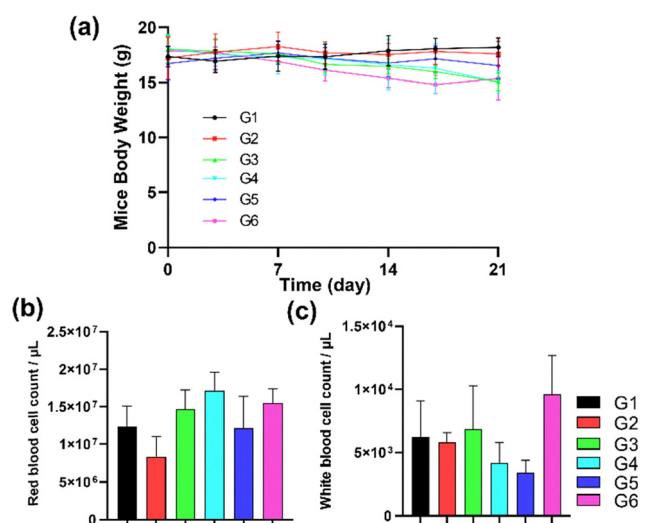 (a)
Mice Body Weight (g)
20
15
10
5
0
G1
G2
G3
G4
G5
G6
0
7
14
21
Time (day)
(b)
Red blood cell count / μL
2.5×10⁷
2×10⁷
1.5×10⁷
1×10⁷
5×10⁶
0
(c)
White blood cell count / μL
1.5×10⁴
1×10⁴
5×10³
0
G1
G2
G3
G4
G5
G6